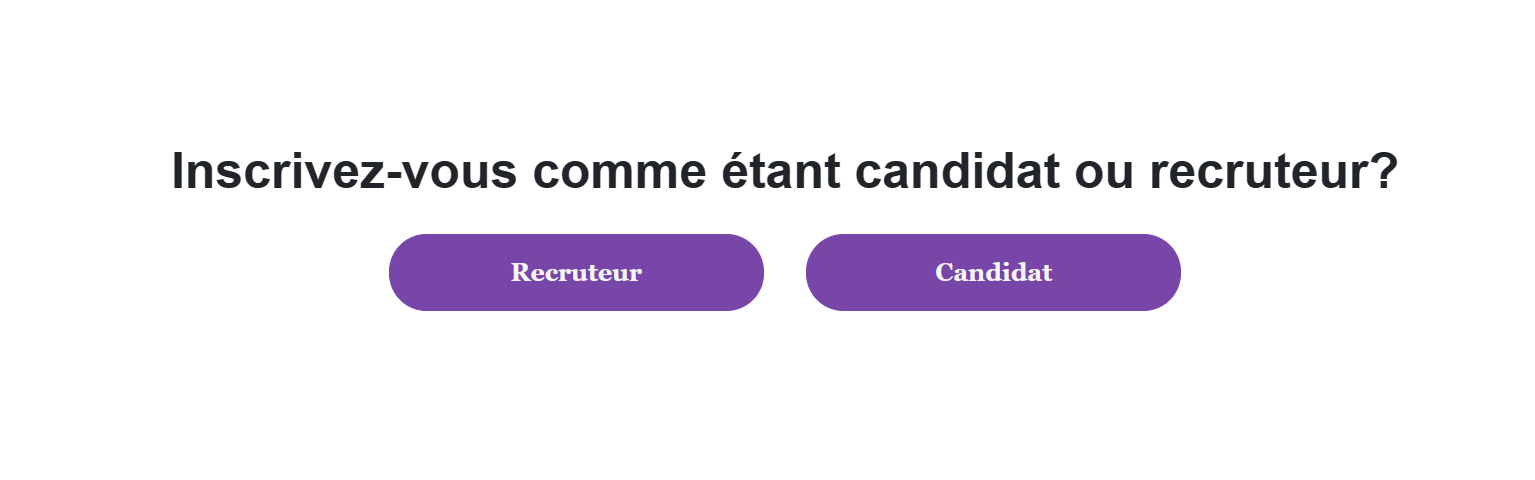 Inscrivez-vous comme étant candidat ou recruteur?
Recruteur
Candidat